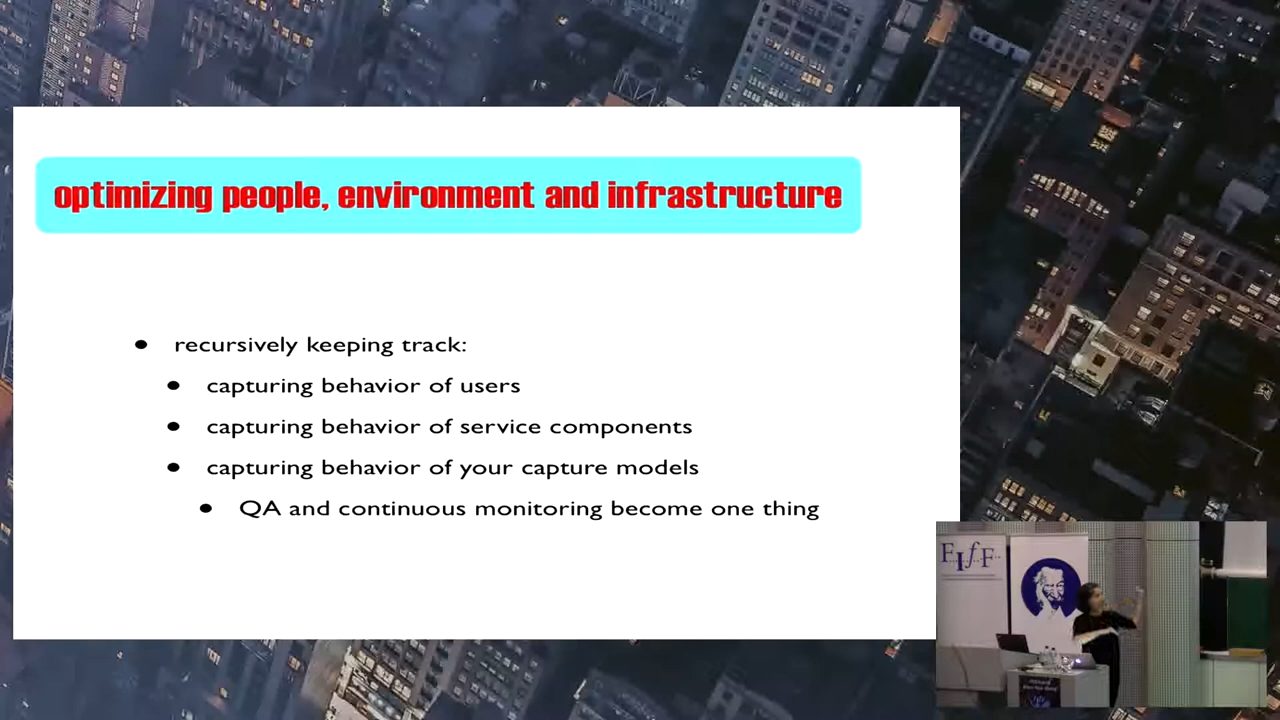 optimizing people, environment and infrastructure
• recursively keeping track:
• capturing behavior of users
• capturing behavior of service components
• capturing behavior of your capture models
• QA and continuous monitoring become one thing
FIfF